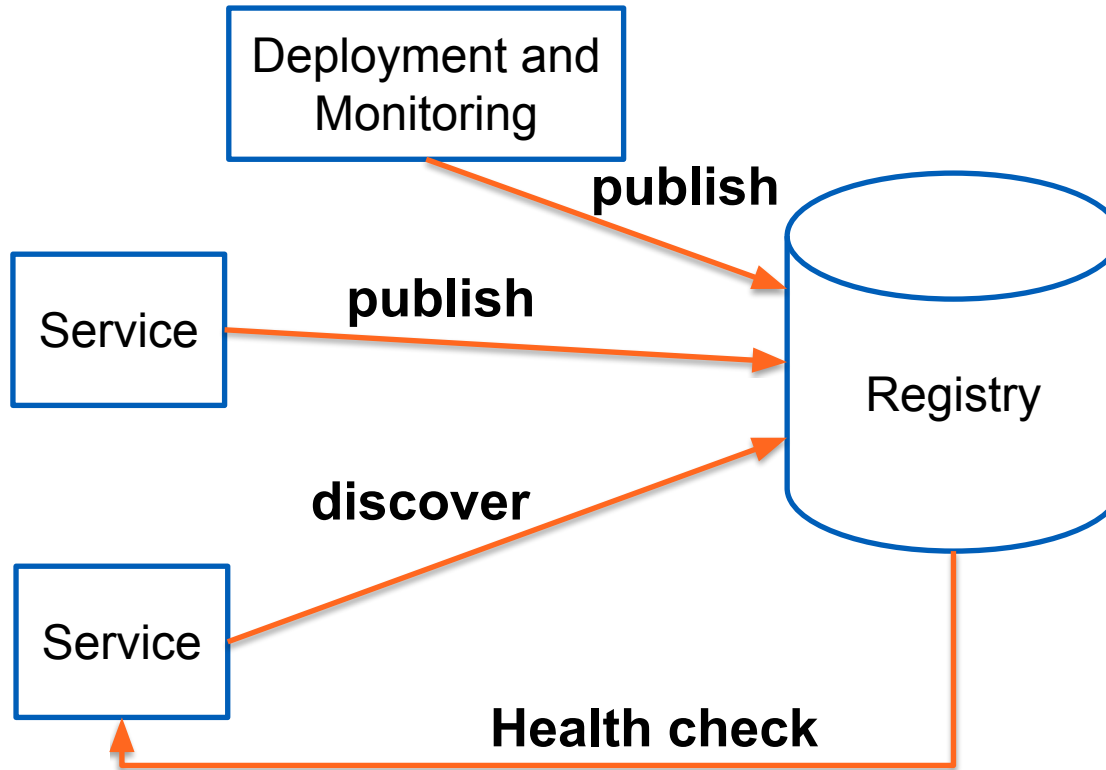 Deployment and
Monitoring
publish
publish
Service
Registry
discover
Service
Health check